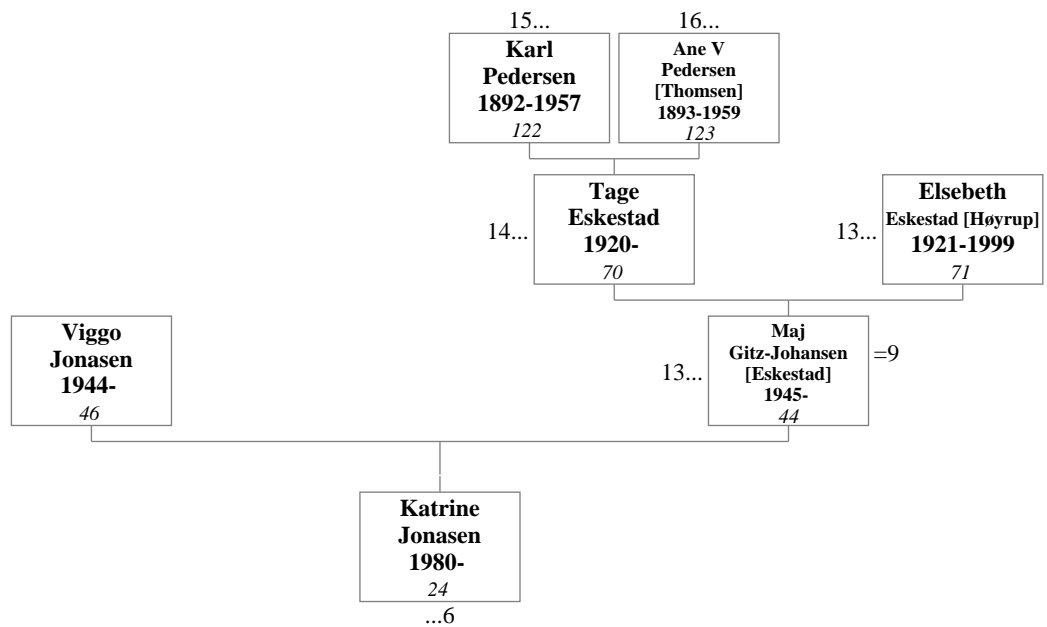 15...
16...
Karl
Pedersen
1892-1957
122
Ane V
Pedersen
[Thomsen]
1893-1959
123
14...
Tage
Eskestad
1920-
70
13...
Elsebeth
Eskestad [Høyrup]
1921-1999
71
Viggo
Jonasen
1944-
46
13...
Maj
Gitz-Johansen
[Eskestad]
1945-
44
=9
Katrine
Jonasen
1980-
24
...6